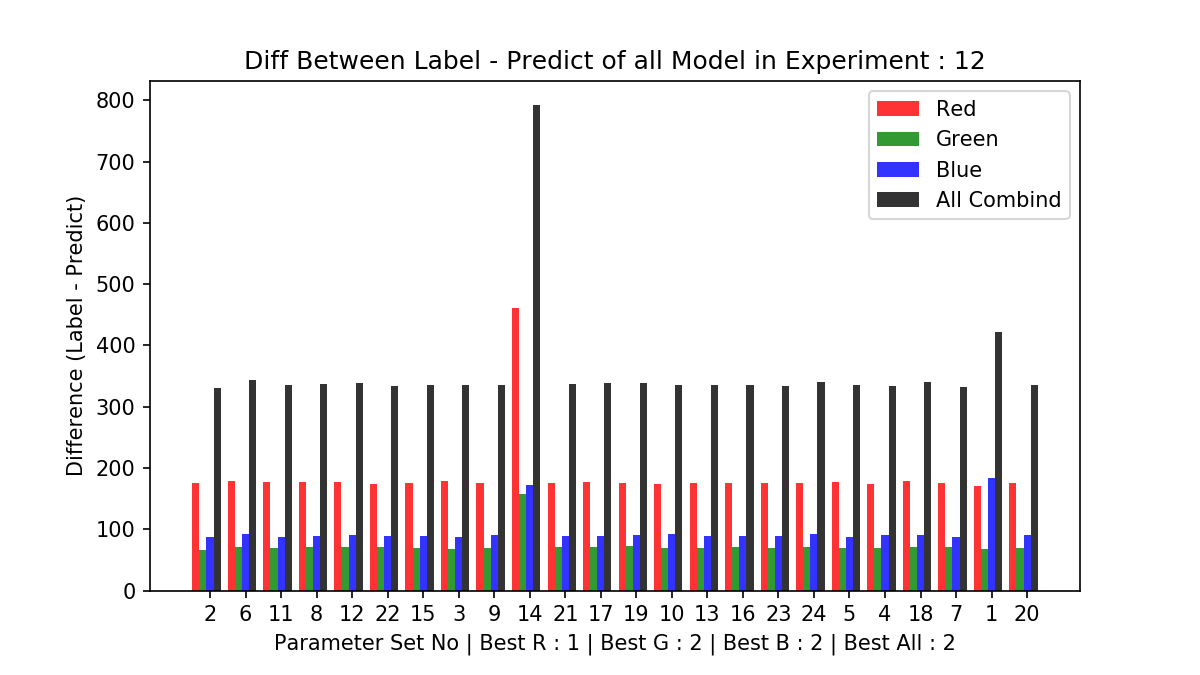 Diff Between Label - Predict of all Model in Experiment : 12
Red
Green
Blue
All Combind
Difference (Label - Predict)
800
700
600
500
400
300
200
100
0
2 6 11 8 12 22 15 3 9 14 21 17 19 10 13 16 23 24 5 4 18 7 1 20
Parameter Set No | Best R : 1 | Best G : 2 | Best B : 2 | Best All : 2